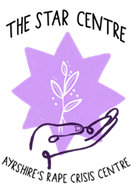 THE STAR CENTRE
AYRSHIRE'S RAPE CRISIS CENTRE